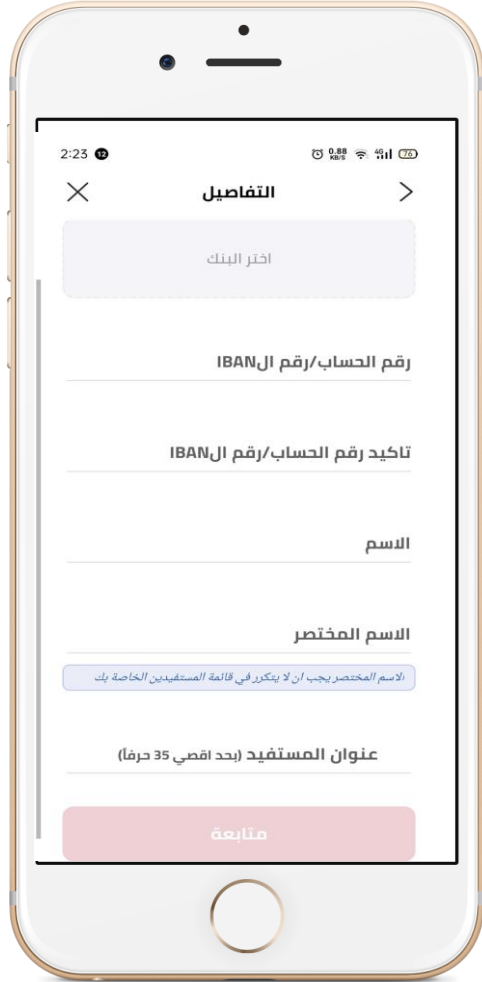 2:23 12 0.88 KB/S 4G 76
التفاصيل
اختر البنك
رقم الحساب/رقم الIBAN
تاكيد رقم الحساب/رقم الIBAN
الاسم
الاسم المختصر
الاسم المختصر يجب ان لا يتكرر في قائمة المستفيدين الخاصة بك
عنوان المستفيد (بحد اقصي 35 حرفاً)
متابعة